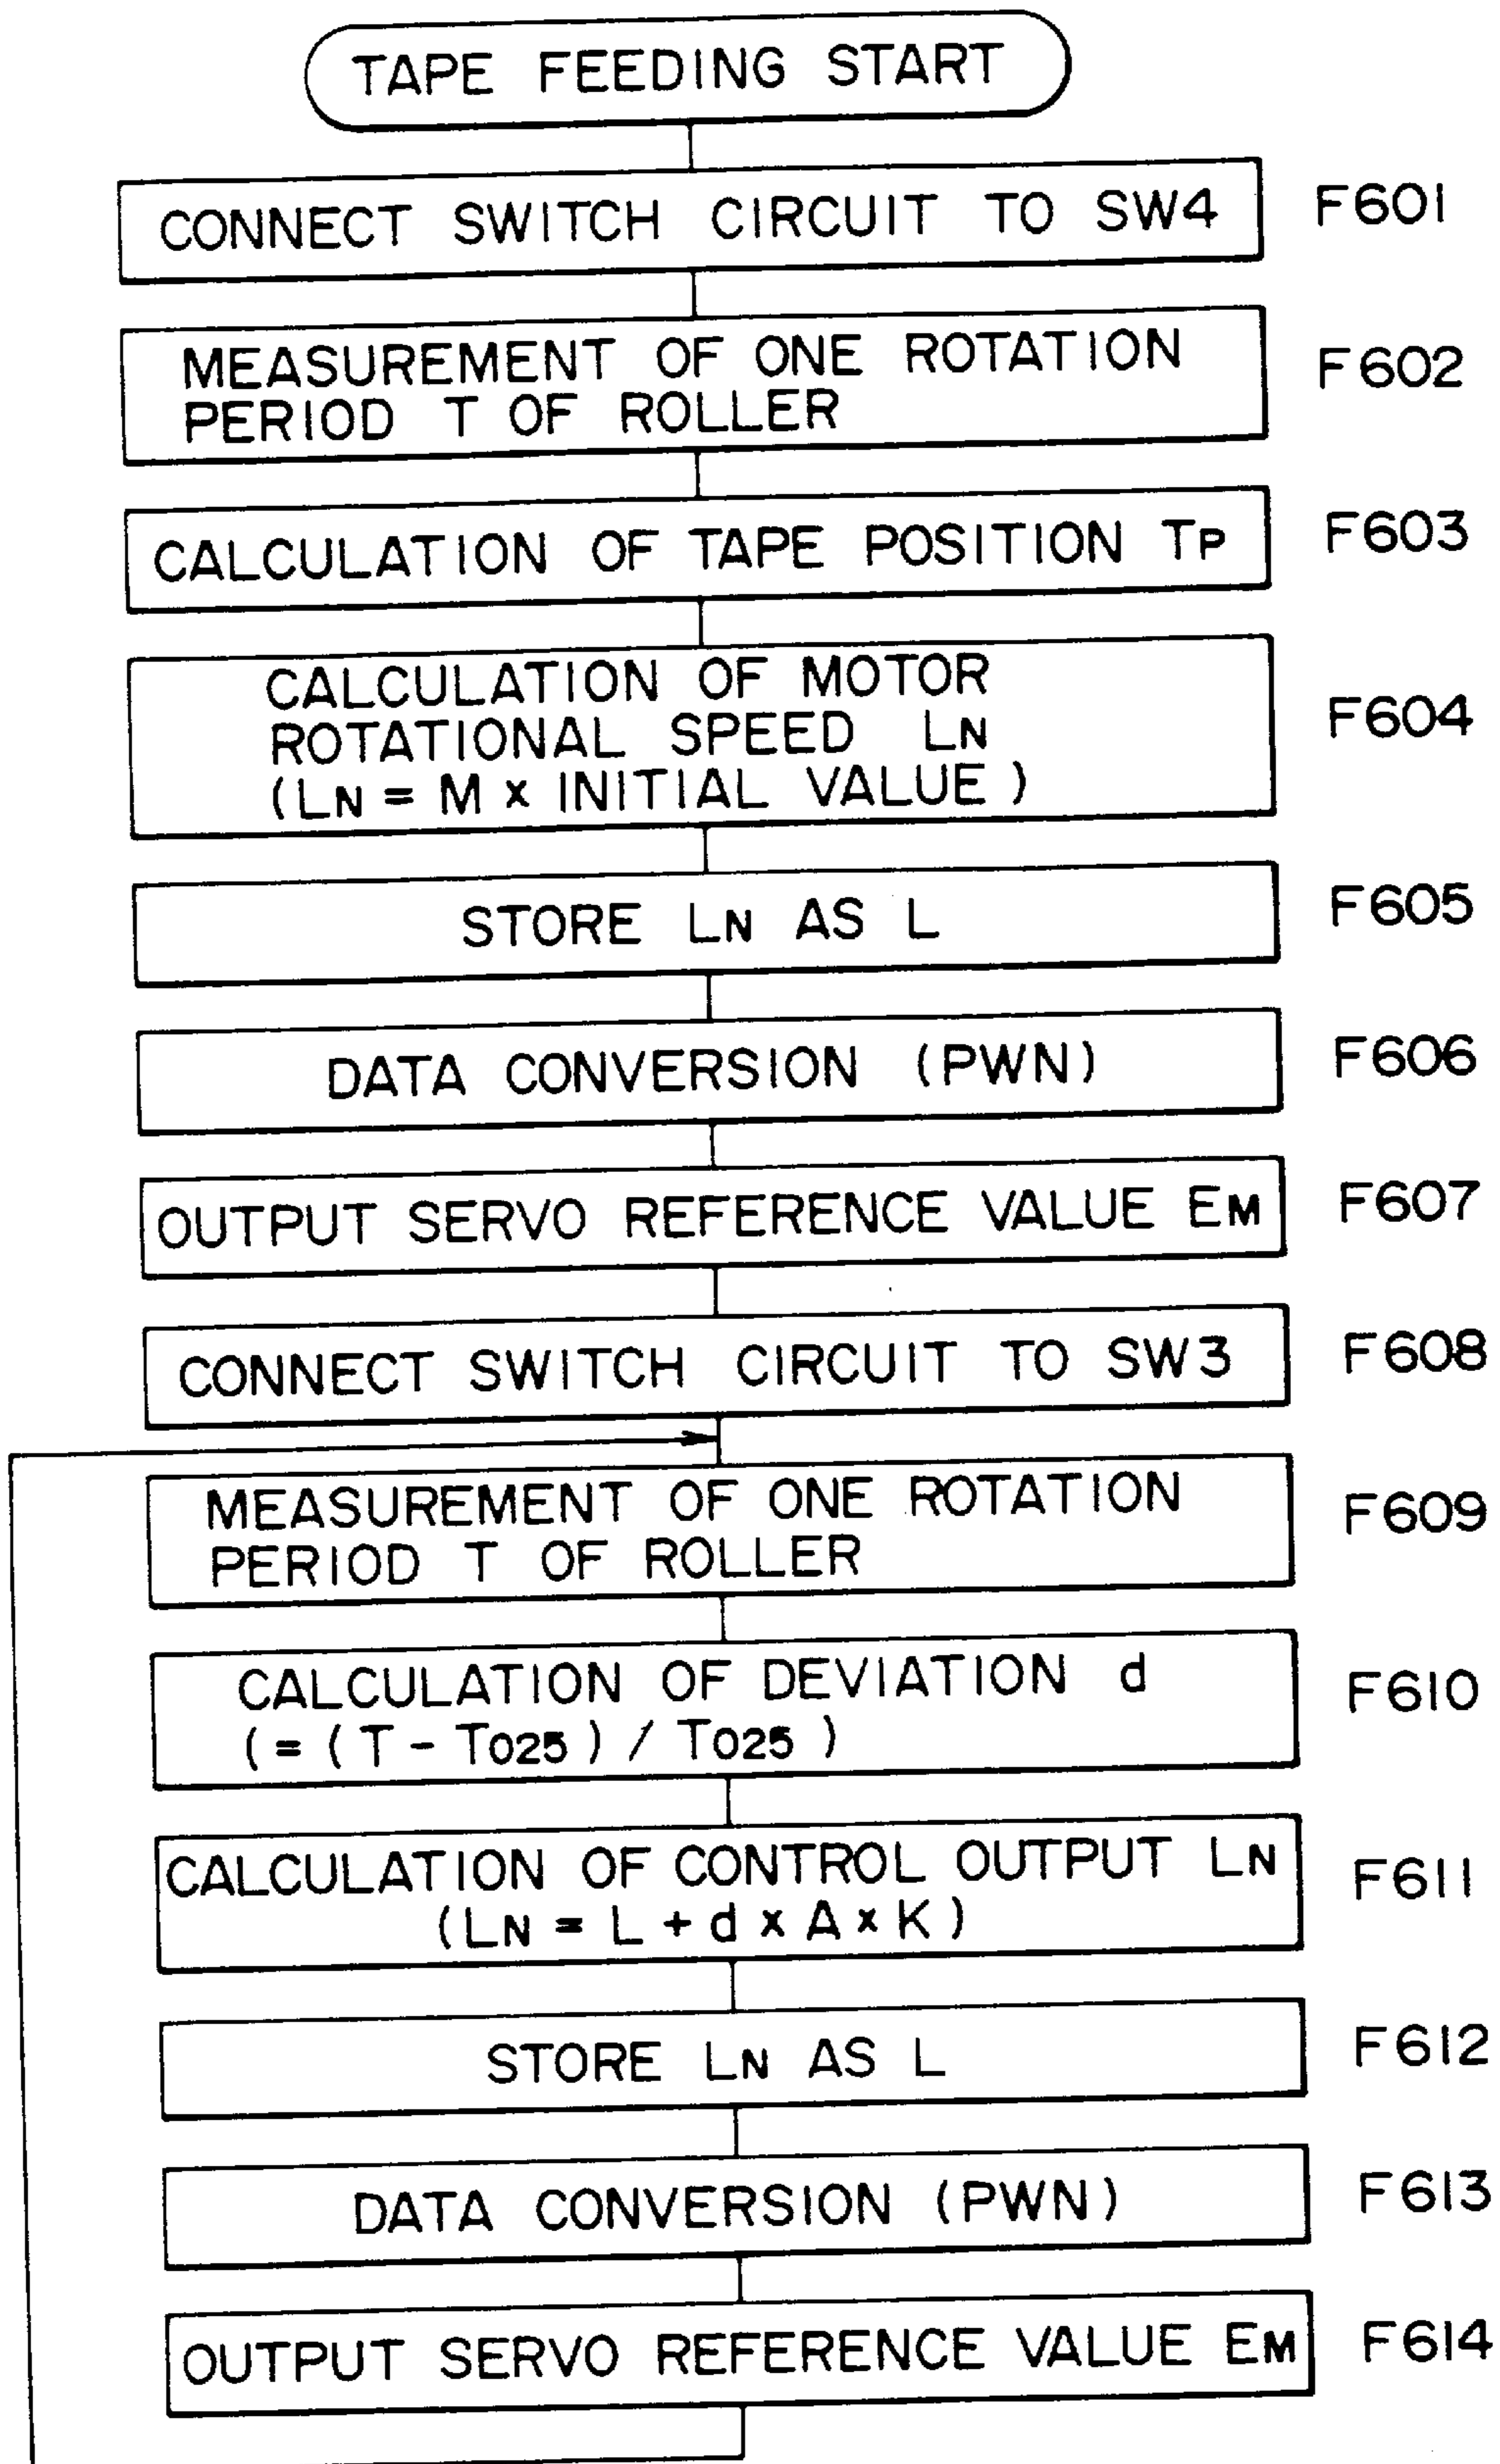 TAPE FEEDING START
CONNECT SWITCH CIRCUIT TO SW4
F601
MEASUREMENT OF ONE ROTATION
PERIOD T OF ROLLER
F602
CALCULATION OF TAPE POSITION TP
F603
CALCULATION OF MOTOR
ROTATIONAL SPEED LN
(LN = M x INITIAL VALUE)
F604
STORE LN AS L
F605
DATA CONVERSION (PWN)
F606
OUTPUT SERVO REFERENCE VALUE EM
F607
CONNECT SWITCH CIRCUIT TO SW3
F608
MEASUREMENT OF ONE ROTATION
PERIOD T OF ROLLER
F609
CALCULATION OF DEVIATION d
(= (T - T025) / T025)
F610
CALCULATION OF CONTROL OUTPUT LN
(LN = L + d x A x K)
F611
STORE LN AS L
F612
DATA CONVERSION (PWN)
F613
OUTPUT SERVO REFERENCE VALUE EM
F614